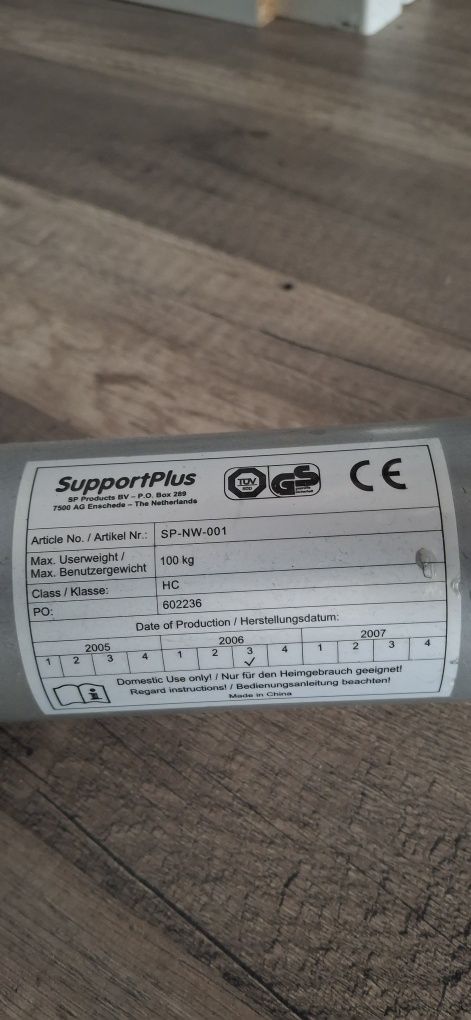 SupportPlus
SP Products BV – P.O. Box 289
7500 AG Enschede – The Netherlands
TÜV
GS
CE
Article No. / Artikel Nr.: SP-NW-001
Max. Userweight /
Max. Benutzergewicht 100 kg
Class / Klasse: HC
PO: 602236
Date of Production / Herstellungsdatum:
2005 2006 2007
1 2 3 4 1 2 3 4 1 2 3 4
✓
Domestic Use only! / Nur für den Heimgebrauch geeignet!
Regard instructions! / Bedienungsanleitung beachten!
Made in China